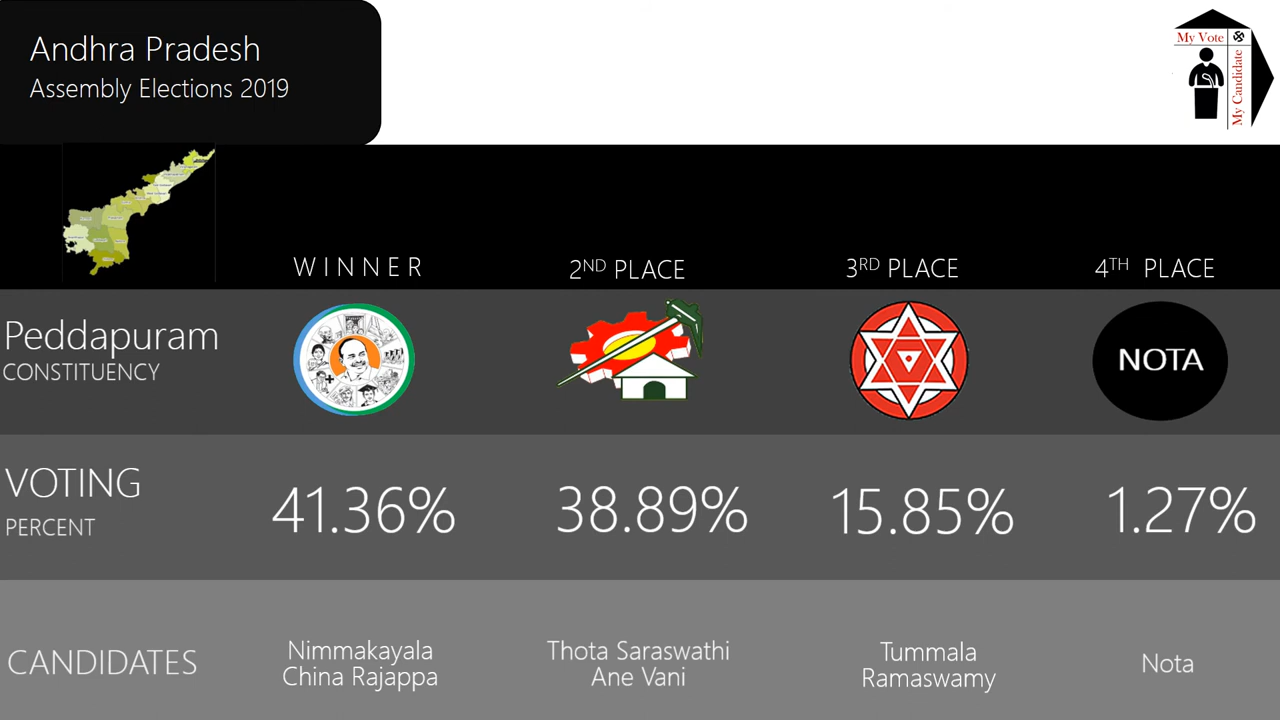 Andhra Pradesh
Assembly Elections 2019
My Vote
My Candidate
WINNER
2ND PLACE
3RD PLACE
4TH PLACE
Peddapuram
CONSTITUENCY
NOTA
VOTING
PERCENT
41.36%
38.89%
15.85%
1.27%
CANDIDATES
Nimmakayala
China Rajappa
Thota Saraswathi
Ane Vani
Tummala
Ramaswamy
Nota